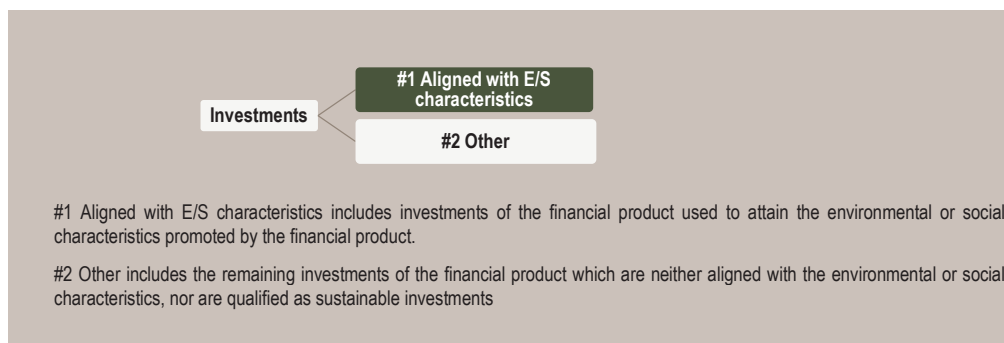 #1 Aligned with E/S
characteristics
Investments
#2 Other
#1 Aligned with E/S characteristics includes investments of the financial product used to attain the environmental or social
characteristics promoted by the financial product.
#2 Other includes the remaining investments of the financial product which are neither aligned with the environmental or social
characteristics, nor are qualified as sustainable investments